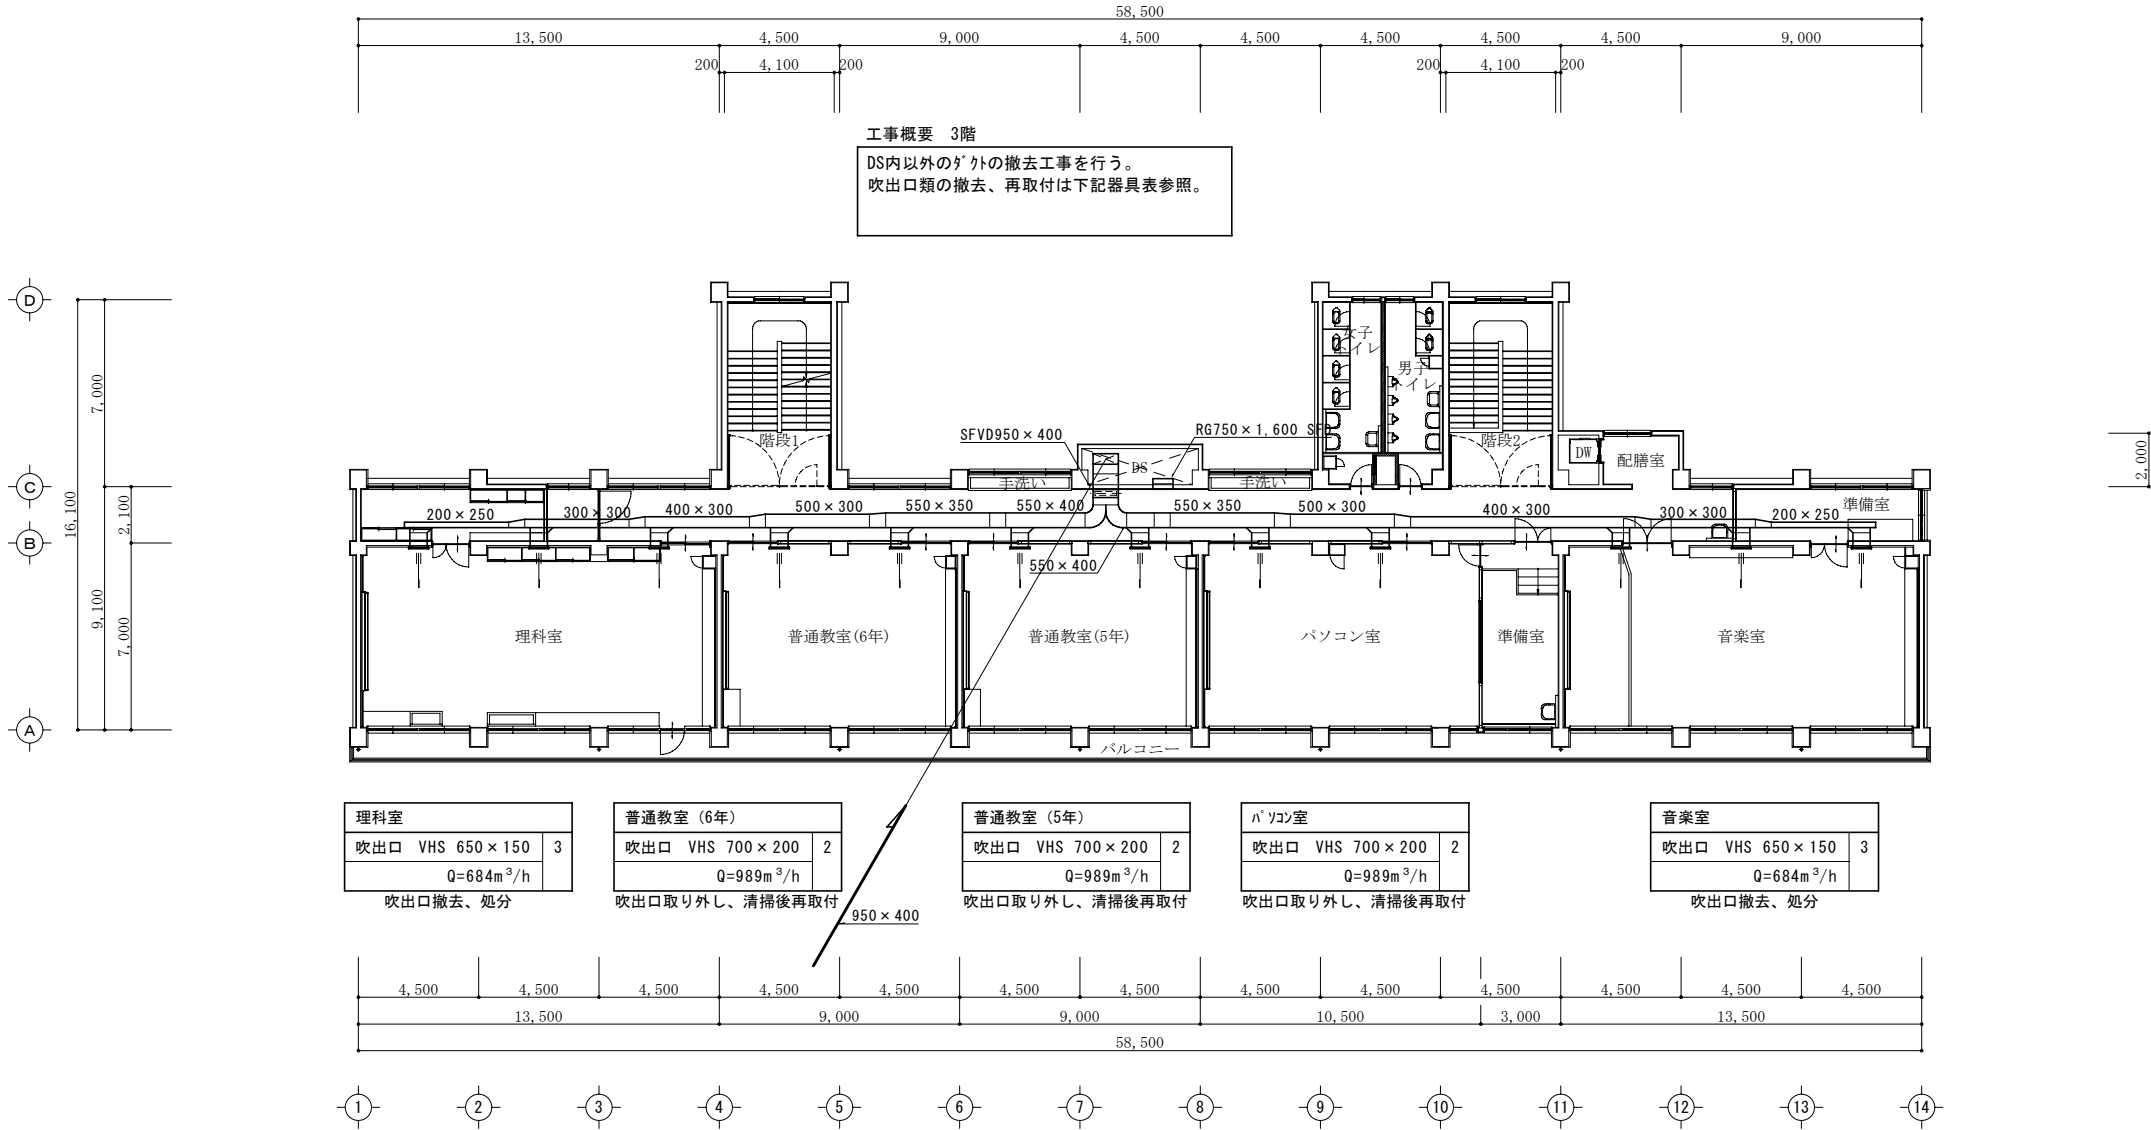 58,500
13,500 4,500 9,000 4,500 4,500 4,500 4,500 4,500 9,000
200 4,100 200 200 4,100 200
工事概要 3階
DS内以外のダクトの撤去工事を行う。
吹出口類の撤去、再取付は下記器具表参照。
D
C
B
A
16,100
7,000
2,100
9,100
7,000
2,000
女子
トイレ
男子
トイレ
階段1
SFVD950×400
DS
RG750×1,600 SFD
階段2
DW
配膳室
手洗い
手洗い
準備室
200×250
300×300
400×300
500×300
550×350
550×400
550×350
500×300
400×300
300×300
200×250
550×400
理科室
普通教室(6年)
普通教室(5年)
パソコン室
準備室
音楽室
バルコニー
理科室
吹出口 VHS 650×150 3
Q=684m³/h
吹出口撤去、処分
普通教室 (6年)
吹出口 VHS 700×200 2
Q=989m³/h
吹出口取り外し、清掃後再取付
普通教室 (5年)
吹出口 VHS 700×200 2
Q=989m³/h
吹出口取り外し、清掃後再取付
パソコン室
吹出口 VHS 700×200 2
Q=989m³/h
吹出口取り外し、清掃後再取付
音楽室
吹出口 VHS 650×150 3
Q=684m³/h
吹出口撤去、処分
950×400
4,500 4,500 4,500 4,500 4,500 4,500 4,500 4,500 4,500 4,500 4,500 4,500 4,500
13,500 9,000 9,000 10,500 3,000 13,500
58,500
1 2 3 4 5 6 7 8 9 10 11 12 13 14